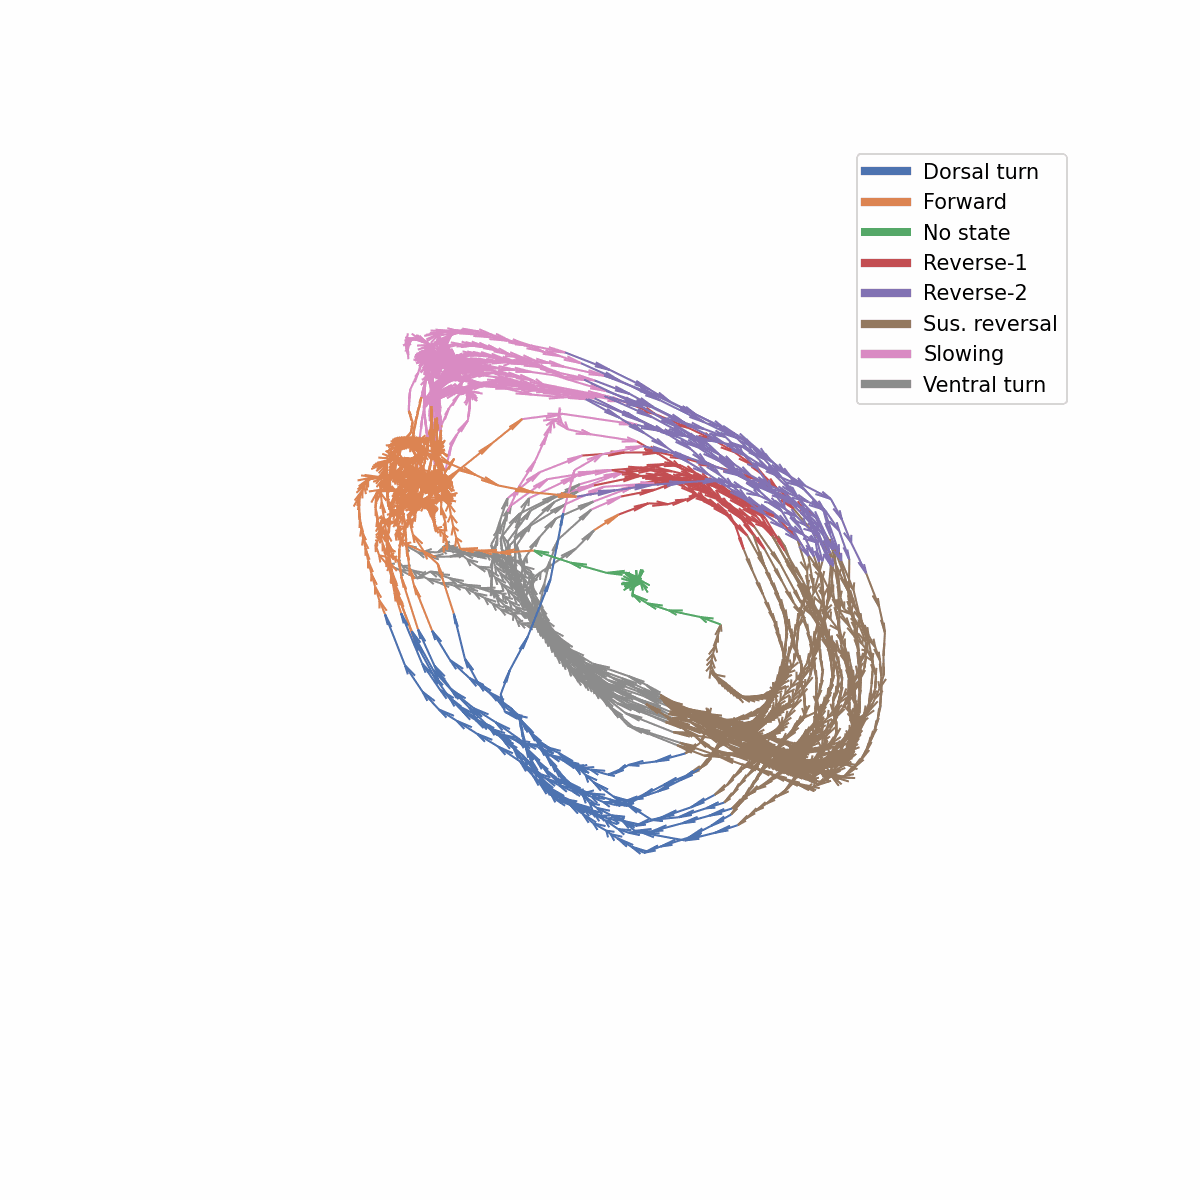 Dorsal turn
Forward
No state
Reverse-1
Reverse-2
Sus. reversal
Slowing
Ventral turn